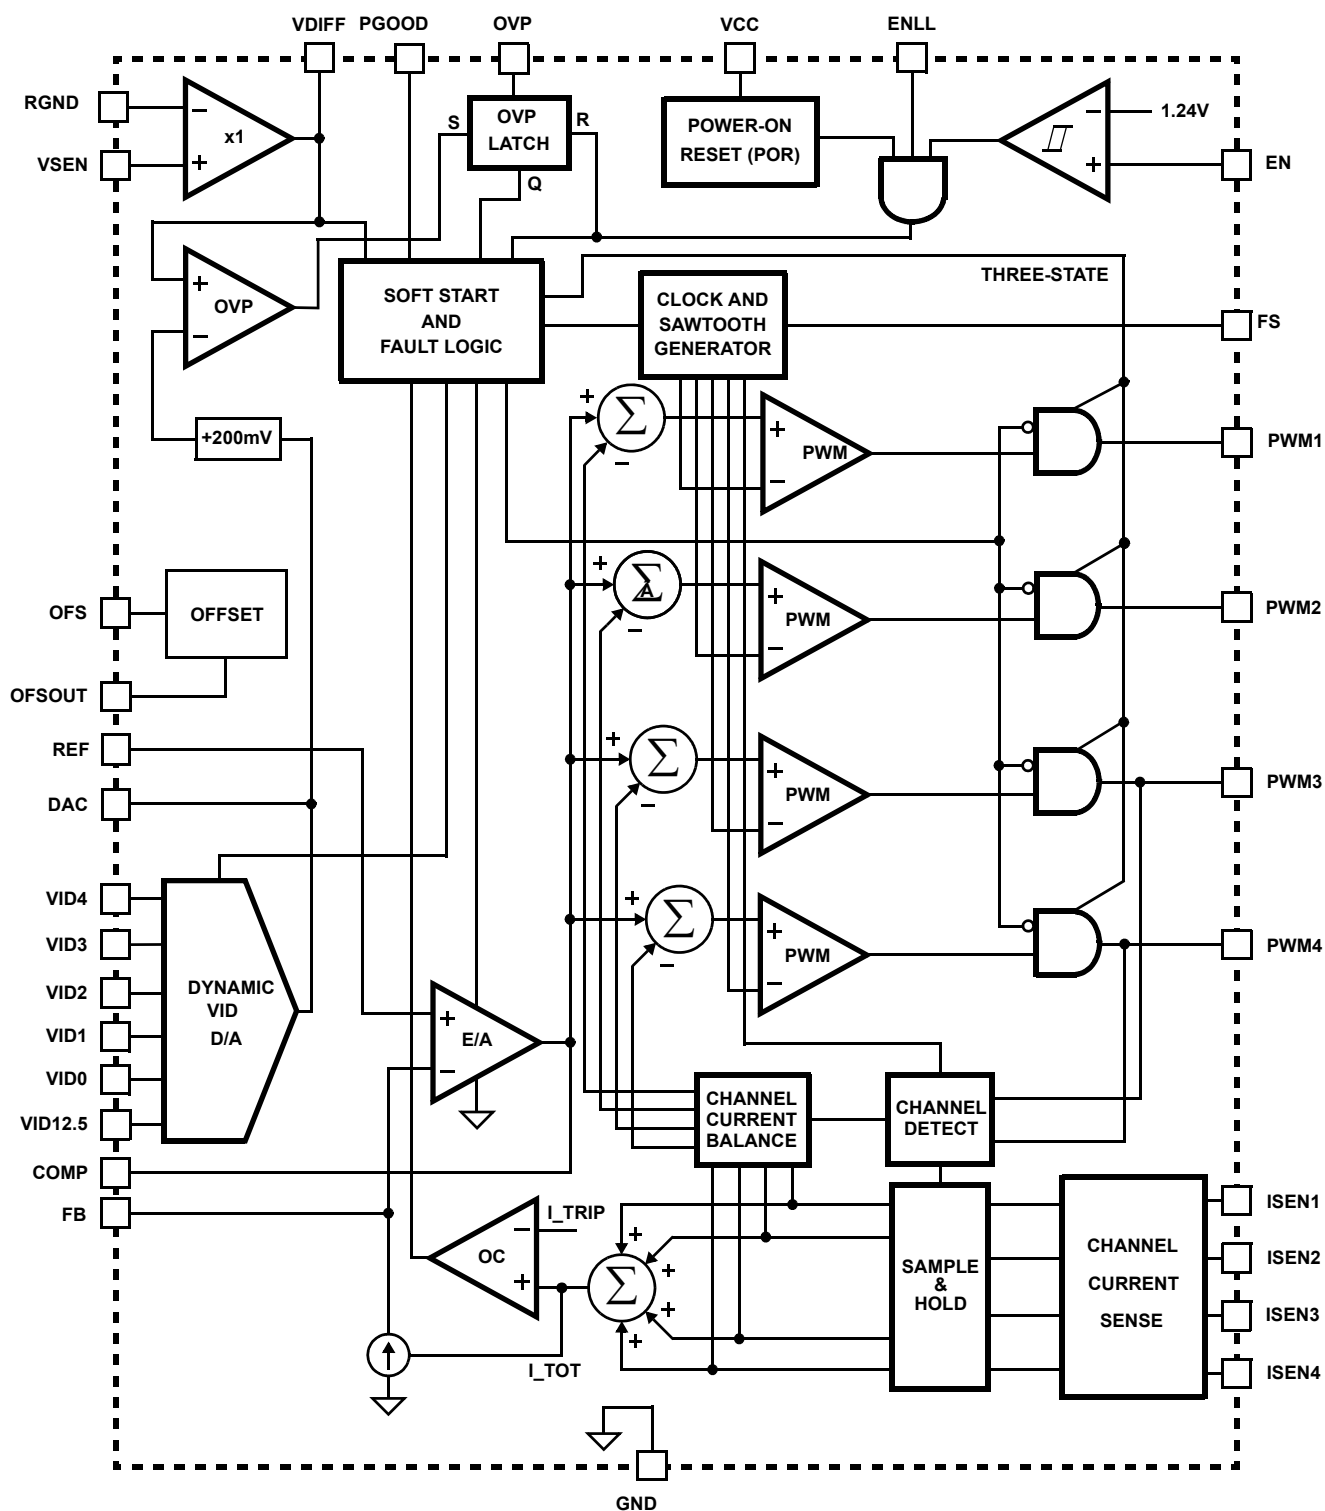 VDIFF PGOOD OVP VCC ENLL
RGND
VSEN
− + x1
S
OVP
LATCH
R
Q
POWER-ON
RESET (POR)
− 1.24V
+
EN
+
OVP
−
SOFT START
AND
FAULT LOGIC
CLOCK AND
SAWTOOTH
GENERATOR
THREE-STATE
FS
+200mV
+ Σ −
+ PWM −
PWM1
OFS
OFFSET
OFSOUT
+ Σ A −
+ PWM −
PWM2
REF
DAC
+ Σ −
+ PWM −
PWM3
VID4
VID3
VID2
VID1
VID0
VID12.5
DYNAMIC
VID
D/A
+ Σ −
+ PWM −
PWM4
+ E/A −
CHANNEL
CURRENT
BALANCE
CHANNEL
DETECT
COMP
FB
I_TRIP
−
OC
+
I_TOT
+ + Σ + +
SAMPLE
&
HOLD
CHANNEL
CURRENT
SENSE
ISEN1
ISEN2
ISEN3
ISEN4
GND